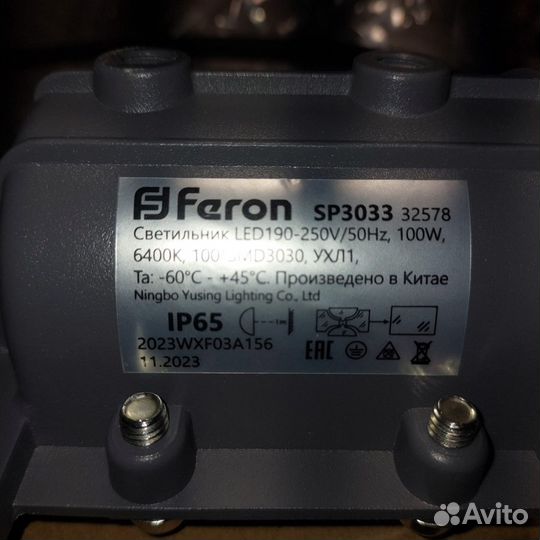 Feron SP3033 32578
Светильник LED190-250V/50Hz, 100W,
6400K, 100*SMD3030, УХЛ1,
Ta: -60°C - +45°C. Произведено в Китае
Ningbo Yusing Lighting Co., Ltd
IP65
2023WXF03A156
11.2023
EAC
Avito